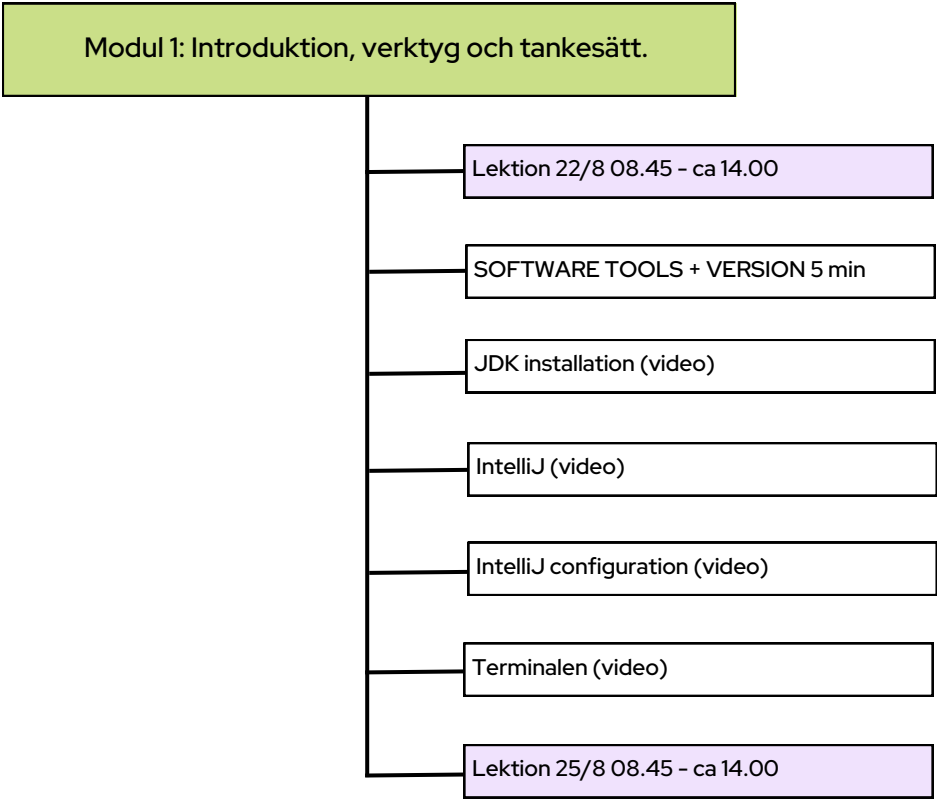 Modul 1: Introduktion, verktyg och tankesätt.
Lektion 22/8 08.45 - ca 14.00
SOFTWARE TOOLS + VERSION 5 min
JDK installation (video)
IntelliJ (video)
IntelliJ configuration (video)
Terminalen (video)
Lektion 25/8 08.45 - ca 14.00